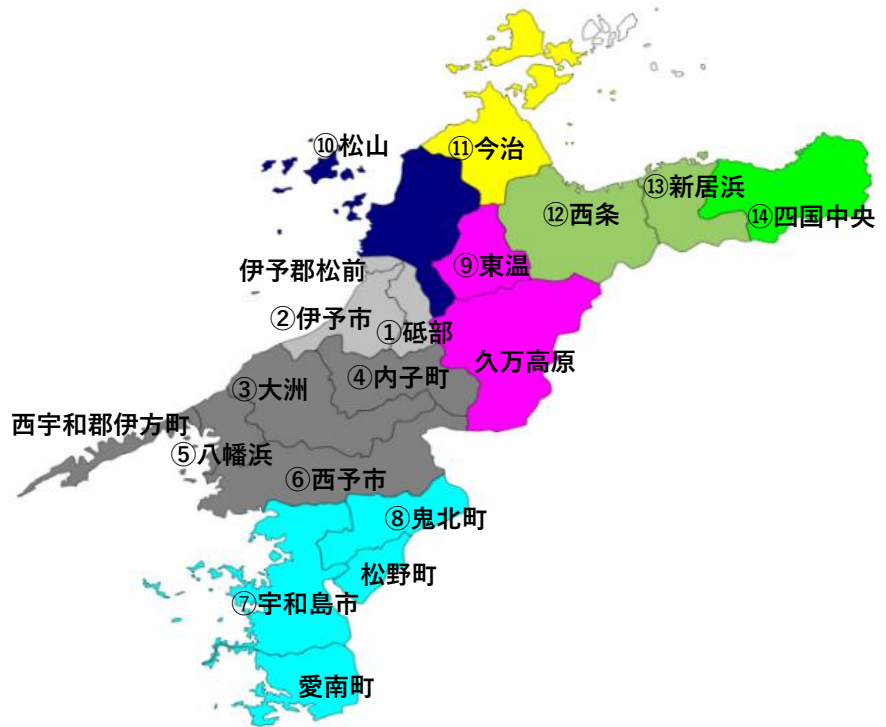 ⑩松山
⑪今治
⑬新居浜
⑫西条
⑭四国中央
伊予郡松前
⑨東温
②伊予市
①砥部
久万高原
④内子町
③大洲
西宇和郡伊方町
⑤八幡浜
⑥西予市
⑧鬼北町
松野町
⑦宇和島市
愛南町